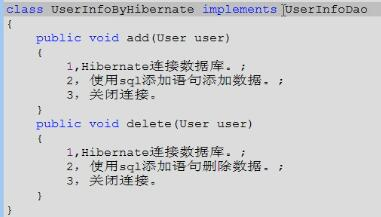 class UserInfoByHibernate implements UserInfoDao
{
public void add(User user)
{
1,Hibernate连接数据库。;
2，使用sql添加语句添加数据。;
3，关闭连接。
}
public void delete(User user)
{
1,Hibernate连接数据库。;
2，使用sql添加语句删除数据。;
3，关闭连接。
}
}